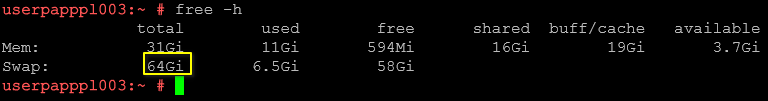 userpapppl003:~ # free -h
total used free shared buff/cache available
Mem: 31Gi 11Gi 594Mi 16Gi 19Gi 3.7Gi
Swap: 64Gi 6.5Gi 58Gi
userpapppl003:~ #